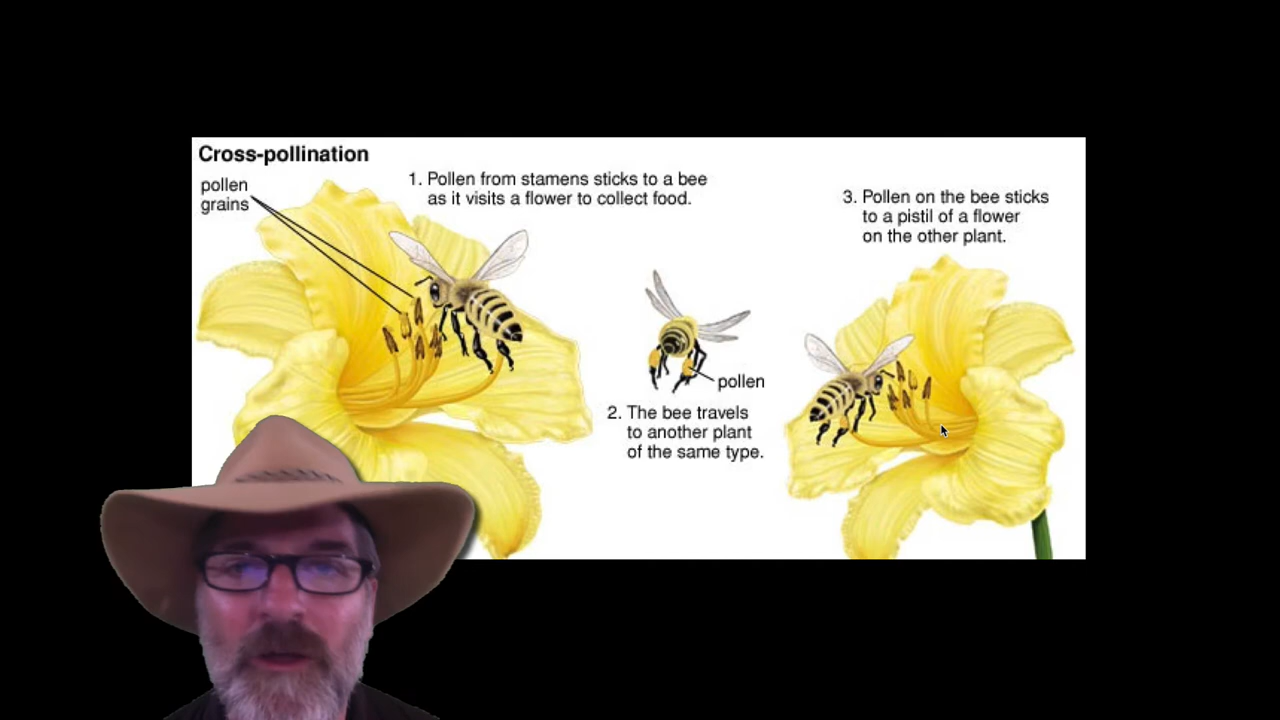 Cross-pollination
pollen
grains
1. Pollen from stamens sticks to a bee
as it visits a flower to collect food.
pollen
2. The bee travels
to another plant
of the same type.
3. Pollen on the bee sticks
to a pistil of a flower
on the other plant.